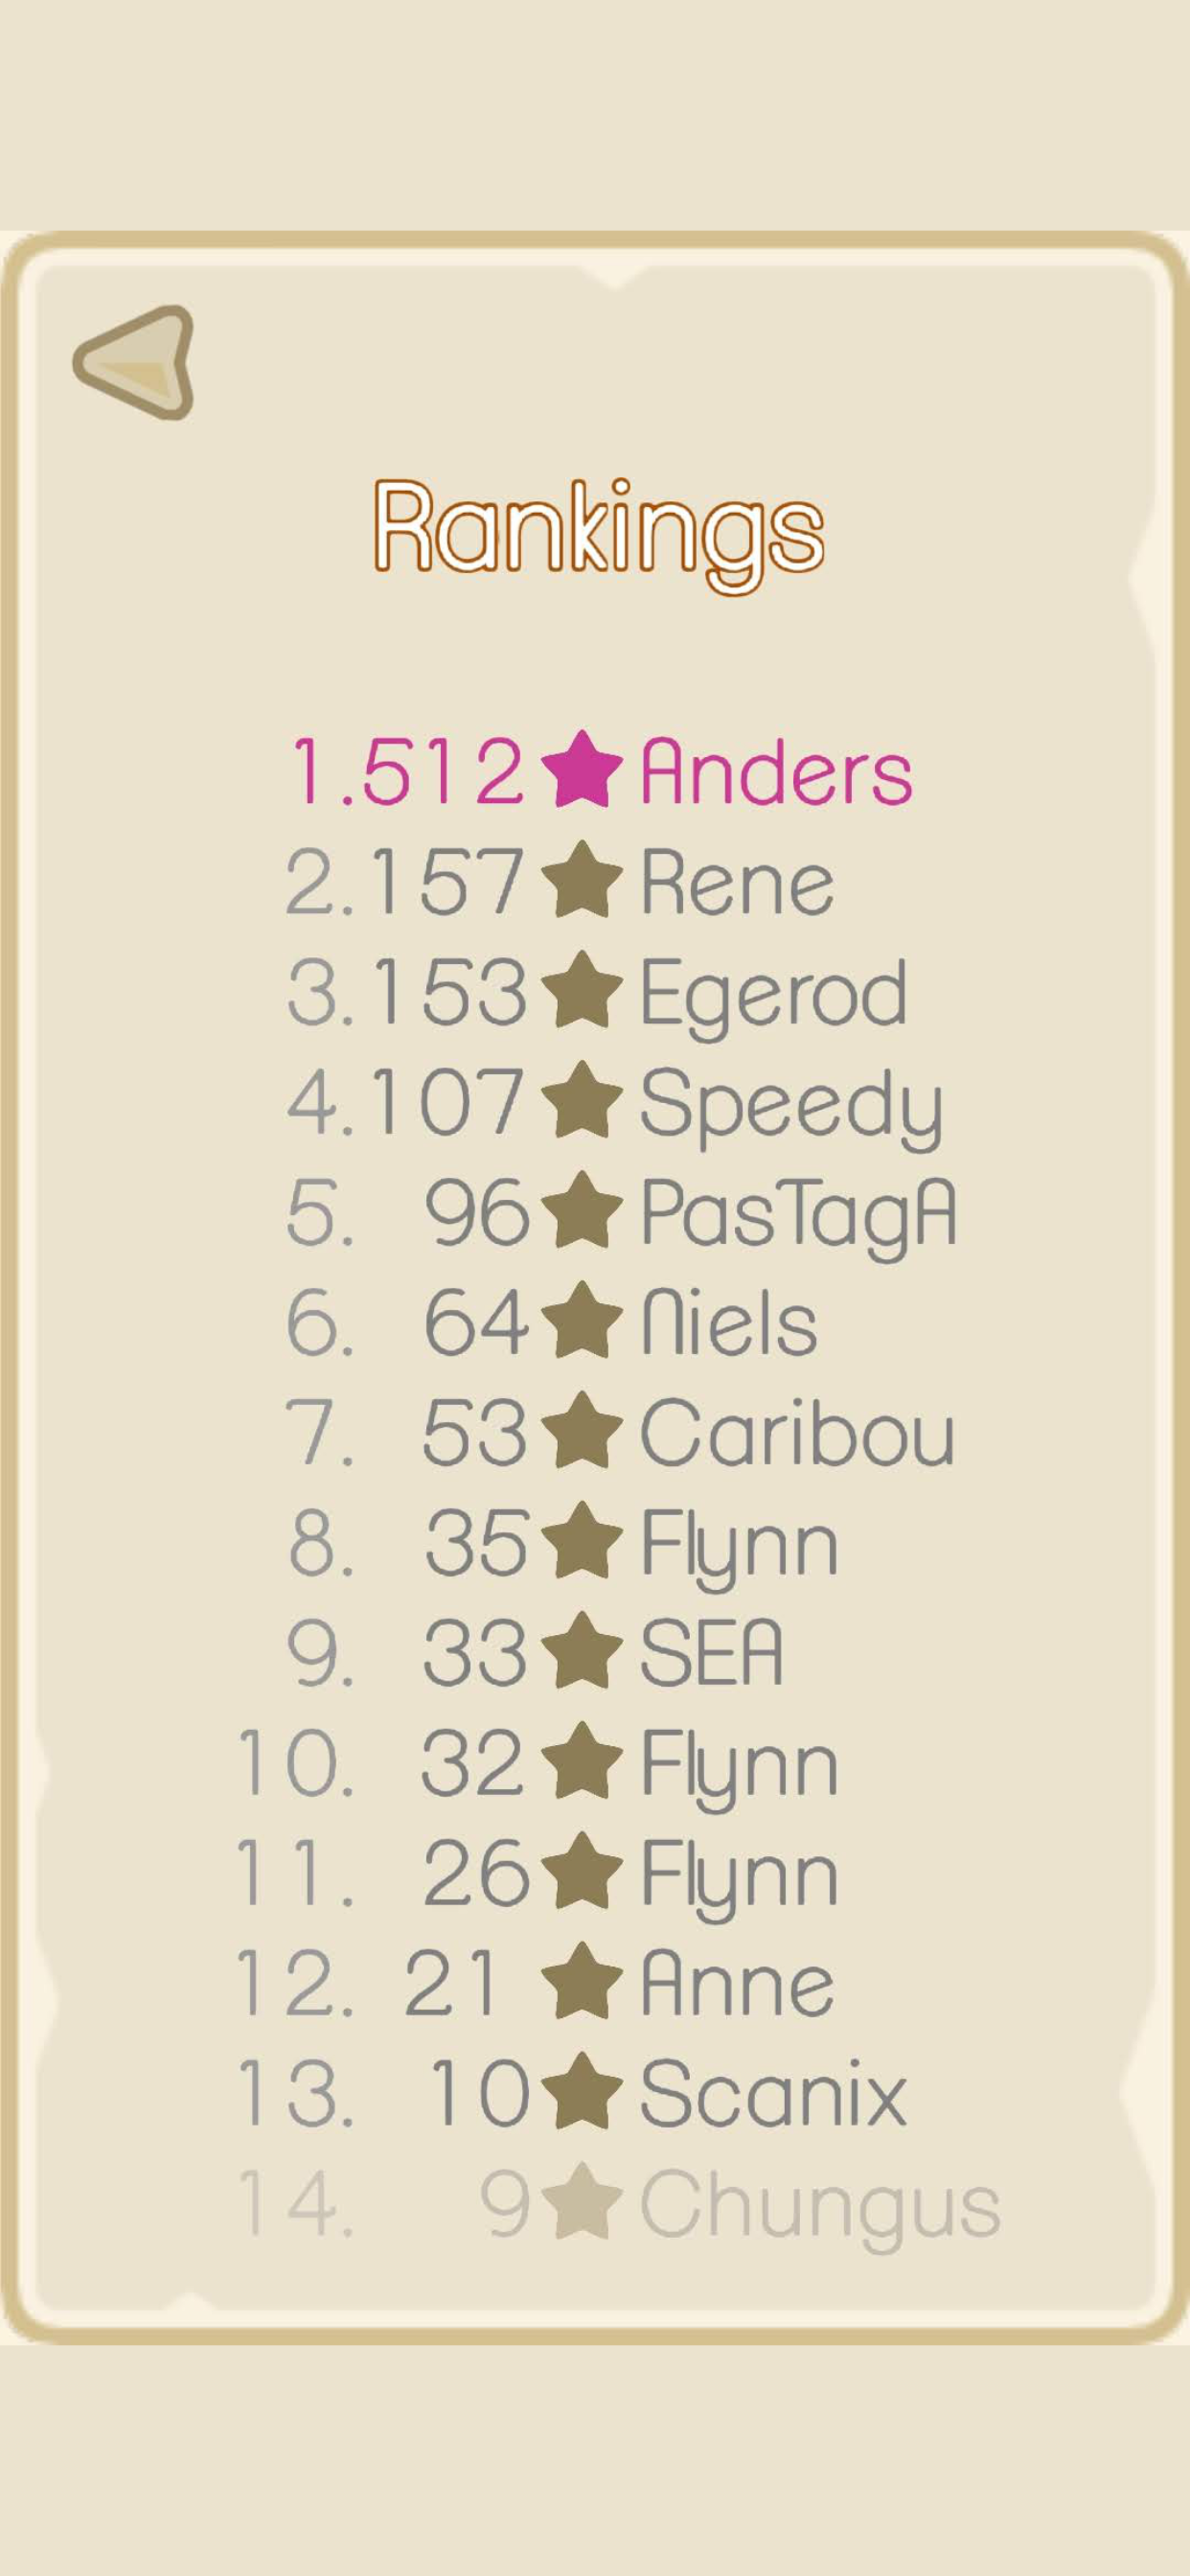 Rankings
1.512★Anders
2.157★Rene
3.153★Egerod
4.107★Speedy
5. 96★PasTagA
6. 64★Niels
7. 53★Caribou
8. 35★Flynn
9. 33★SEA
10. 32★Flynn
11. 26★Flynn
12. 21 ★Anne
13. 10★Scanix
14. 9★Chungus